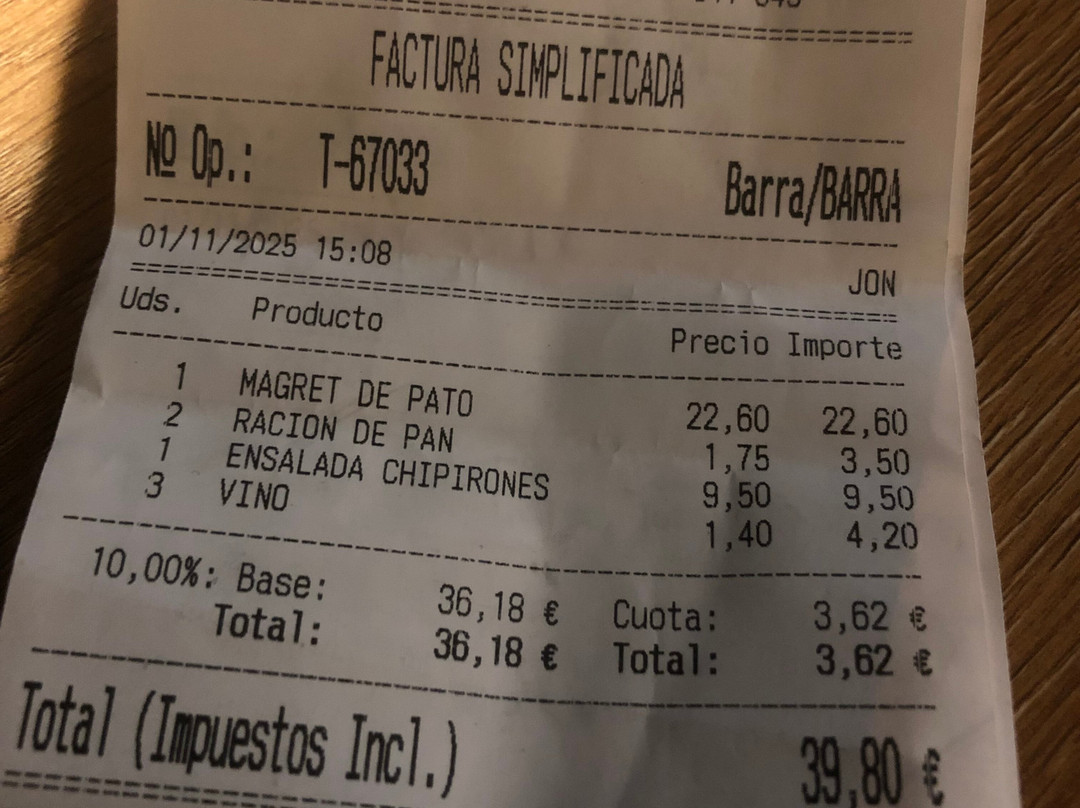 FACTURA SIMPLIFICADA
Nº Op.: T-67033 Barra/BARRA
01/11/2025 15:08 JON
Uds. Producto Precio Importe
1 MAGRET DE PATO 22,60 22,60
2 RACION DE PAN 1,75 3,50
1 ENSALADA CHIPIRONES 9,50 9,50
3 VINO 1,40 4,20
10,00%: Base: 36,18 € Cuota: 3,62 €
Total: 36,18 € Total: 3,62 €
Total (Impuestos Incl.) 39,80 €